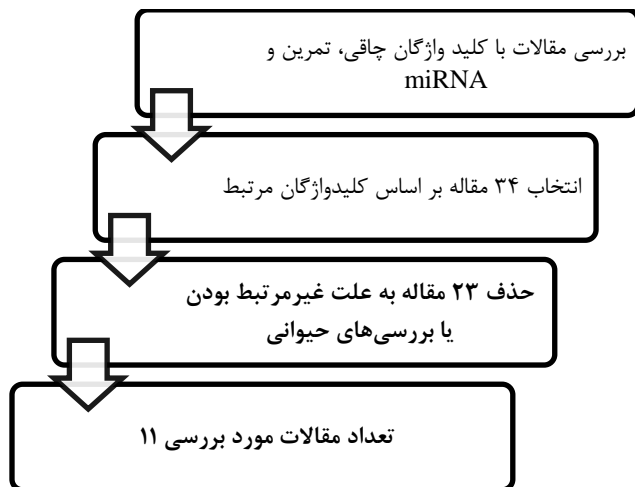 بررسی مقالات با کلید واژگان چاقی، تمرین و
miRNA
انتخاب ۳۴ مقاله بر اساس کلیدواژگان مرتبط
حذف ۲۳ مقاله به علت غیرمرتبط بودن
یا بررسی‌های حیوانی
تعداد مقالات مورد بررسی ۱۱